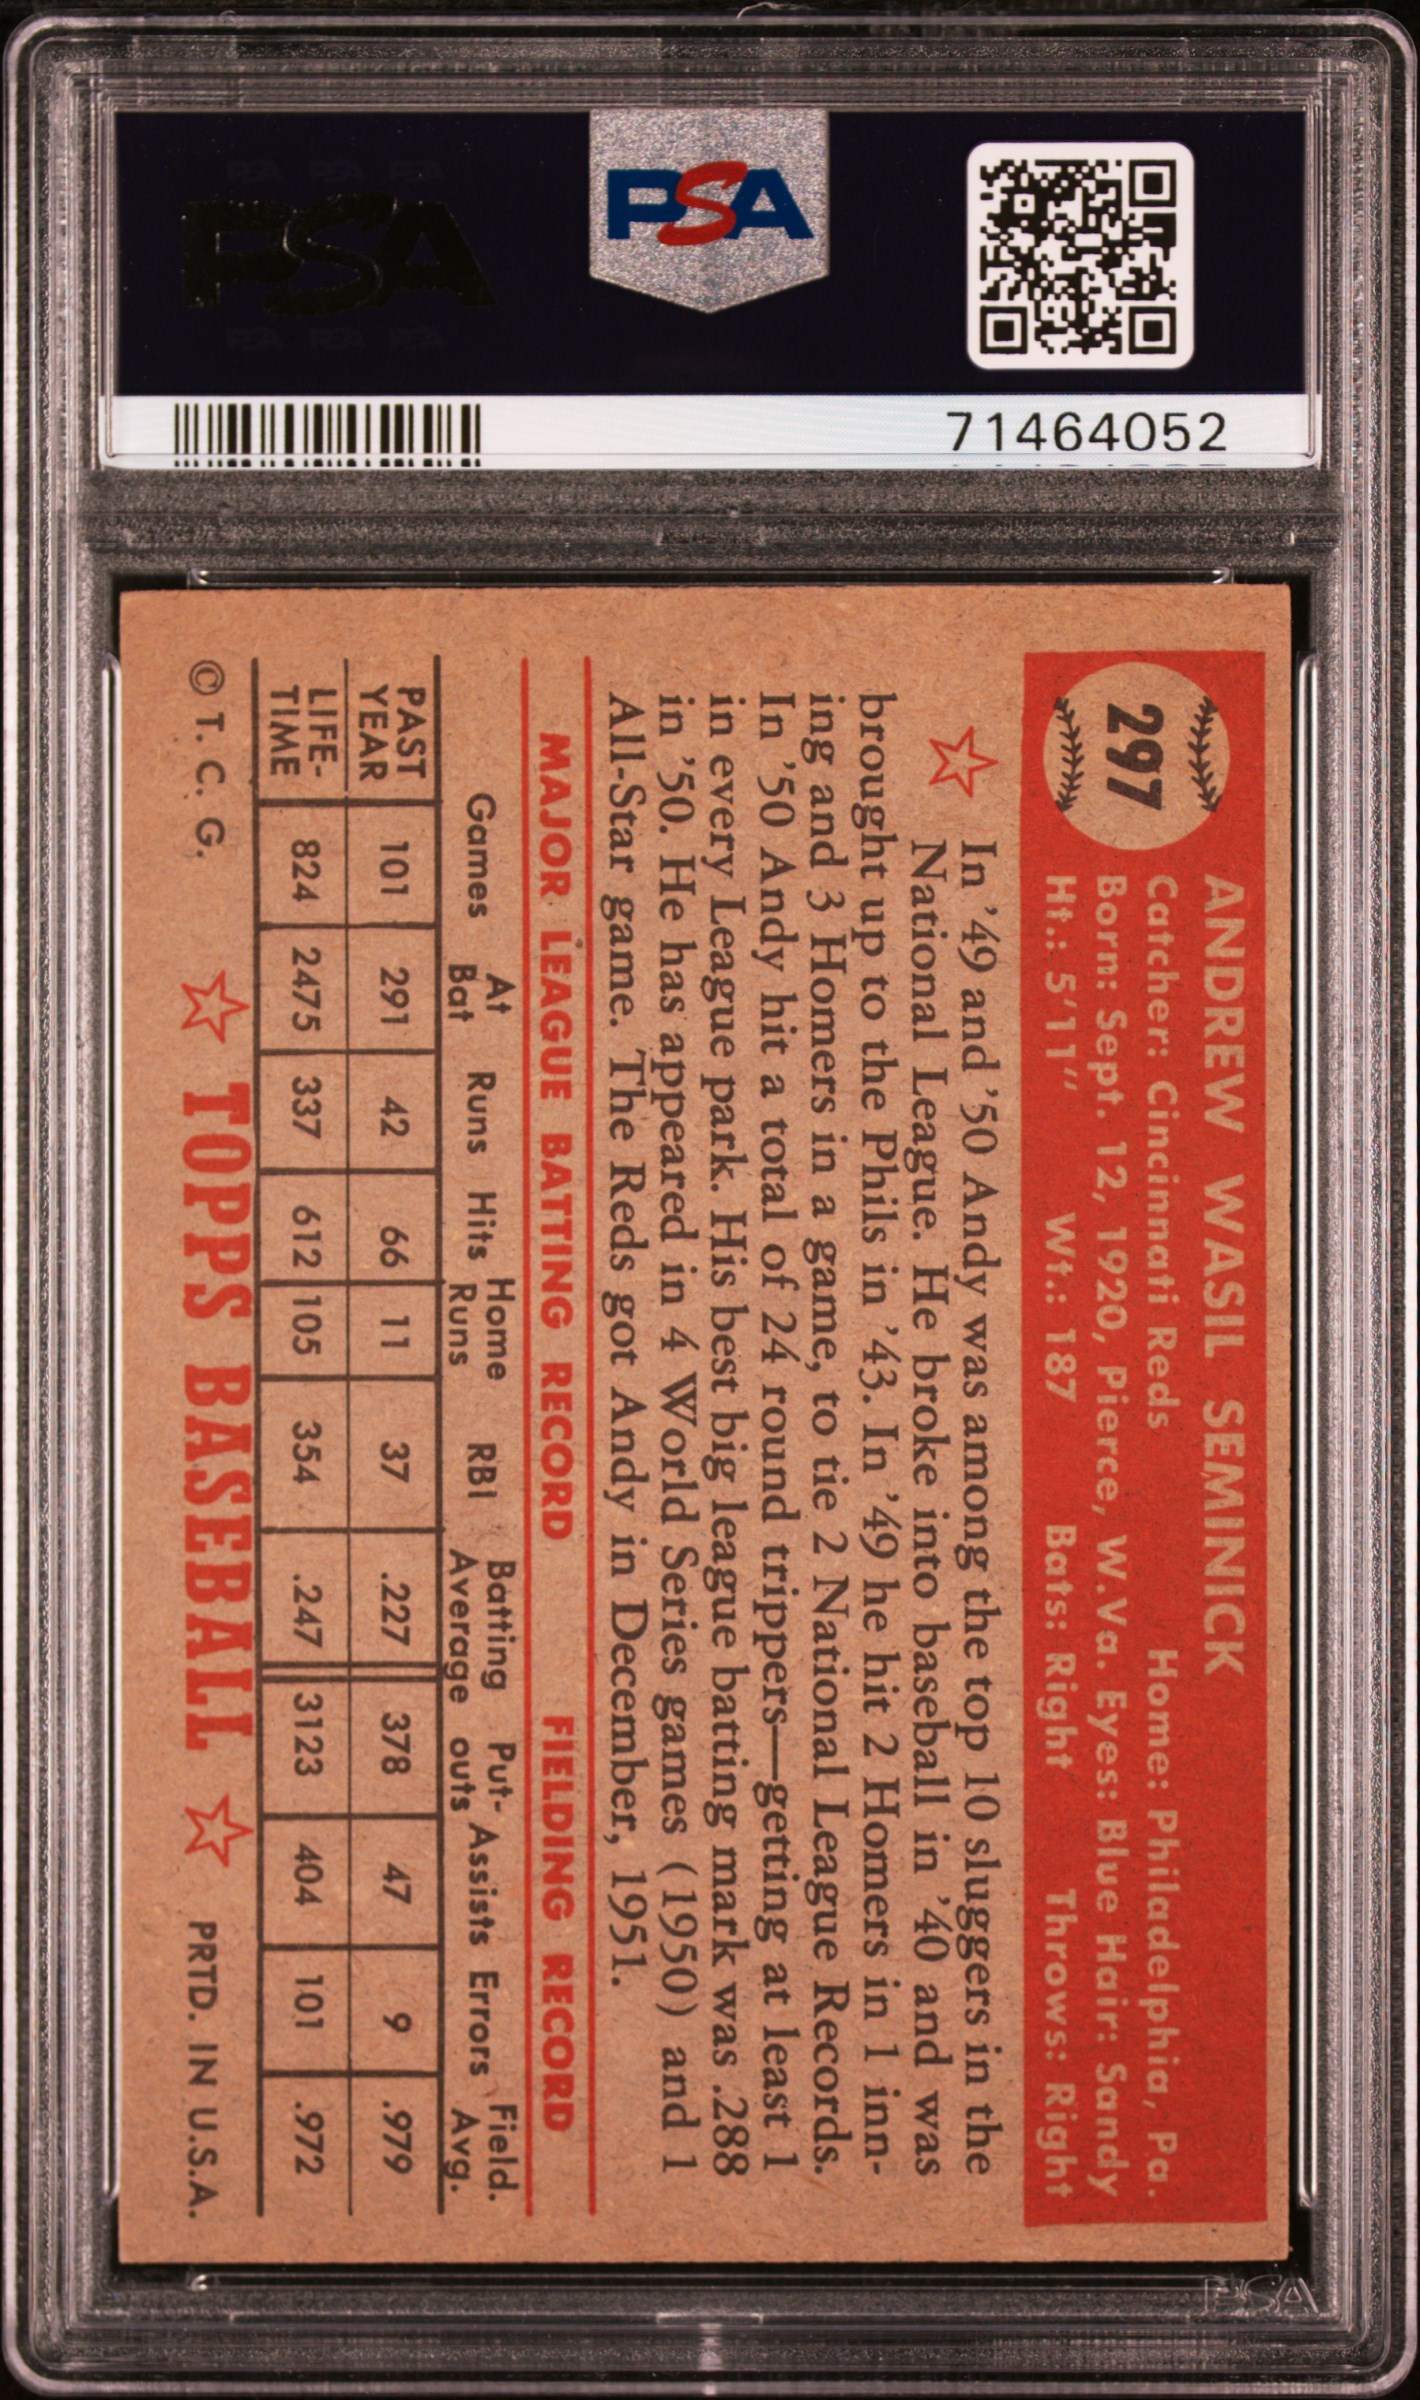 PSA PSA PSA
PSA
PSA
PSA PSA PSA
71464052
297
ANDREW WASIL SEMINICK
Catcher: Cincinnati Reds Home: Philadelphia, Pa.
Born: Sept. 12, 1920, Pierce, W.Va. Eyes: Blue Hair: Sandy
Ht.: 5'11" Wt.: 187 Bats: Right Throws: Right
In '49 and '50 Andy was among the top 10 sluggers in the
National League. He broke into baseball in '40 and was
brought up to the Phils in '43. In '49 he hit 2 Homers in 1 inn-
ing and 3 Homers in a game, to tie 2 National League Records.
In '50 Andy hit a total of 24 round trippers—getting at least 1
in every League park. His best big league batting mark was .288
in '50. He has appeared in 4 World Series games (1950) and 1
All-Star game. The Reds got Andy in December, 1951.
MAJOR LEAGUE BATTING RECORD FIELDING RECORD
Games At Bat Runs Hits Home Runs RBI Batting Average Put-outs Assists Errors Field. Avg.
PAST YEAR 101 291 42 66 11 37 .227 378 47 9 .979
LIFE-TIME 824 2475 337 612 105 354 .247 3123 404 101 .972
© T. C. G. TOPPS BASEBALL PRTD. IN U.S.A.
PSA